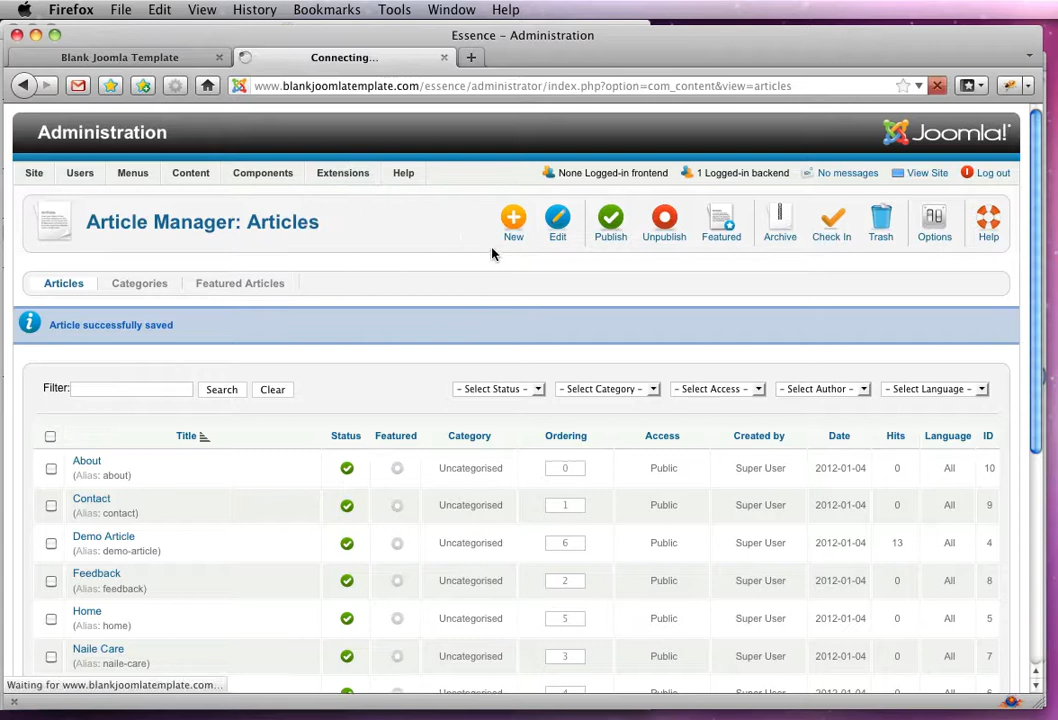 Firefox File Edit View History Bookmarks Tools Window Help
Essence – Administration
Blank Joomla Template
Connecting...
www.blankjoomlatemplate.com/essence/administrator/index.php?option=com_content&view=articles
Administration
Joomla!
Site Users Menus Content Components Extensions Help
None Logged-in frontend 1 Logged-in backend No messages View Site Log out
Article Manager: Articles
New Edit Publish Unpublish Featured Archive Check In Trash Options Help
Articles Categories Featured Articles
Article successfully saved
Filter: Search Clear - Select Status - - Select Category - - Select Access - - Select Author - - Select Language -
Title Status Featured Category Ordering Access Created by Date Hits Language ID
About
(Alias: about) Uncategorised 0 Public Super User 2012-01-04 0 All 10
Contact
(Alias: contact) Uncategorised 1 Public Super User 2012-01-04 0 All 9
Demo Article
(Alias: demo-article) Uncategorised 6 Public Super User 2012-01-04 13 All 4
Feedback
(Alias: feedback) Uncategorised 2 Public Super User 2012-01-04 0 All 8
Home
(Alias: home) Uncategorised 5 Public Super User 2012-01-04 0 All 5
Naile Care
(Alias: naile-care) Uncategorised 3 Public Super User 2012-01-04 0 All 7
Waiting for www.blankjoomlatemplate.com...